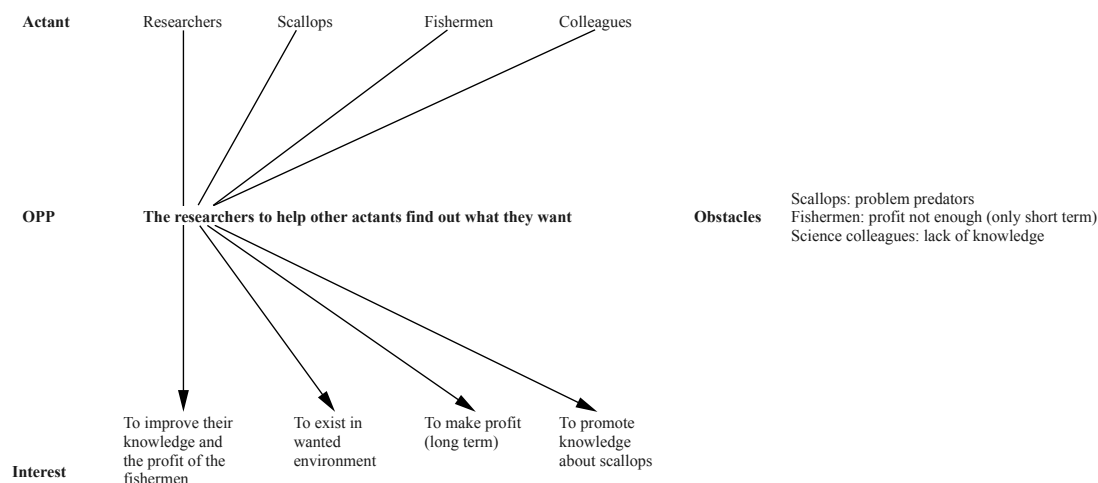 Actant Researchers Scallops Fishermen Colleagues
OPP The researchers to help other actants find out what they want
Obstacles
Scallops: problem predators
Fishermen: profit not enough (only short term)
Science colleagues: lack of knowledge
Interest
To improve their
knowledge and
the profit of the
fishermen
To exist in
wanted
environment
To make profit
(long term)
To promote
knowledge
about scallops